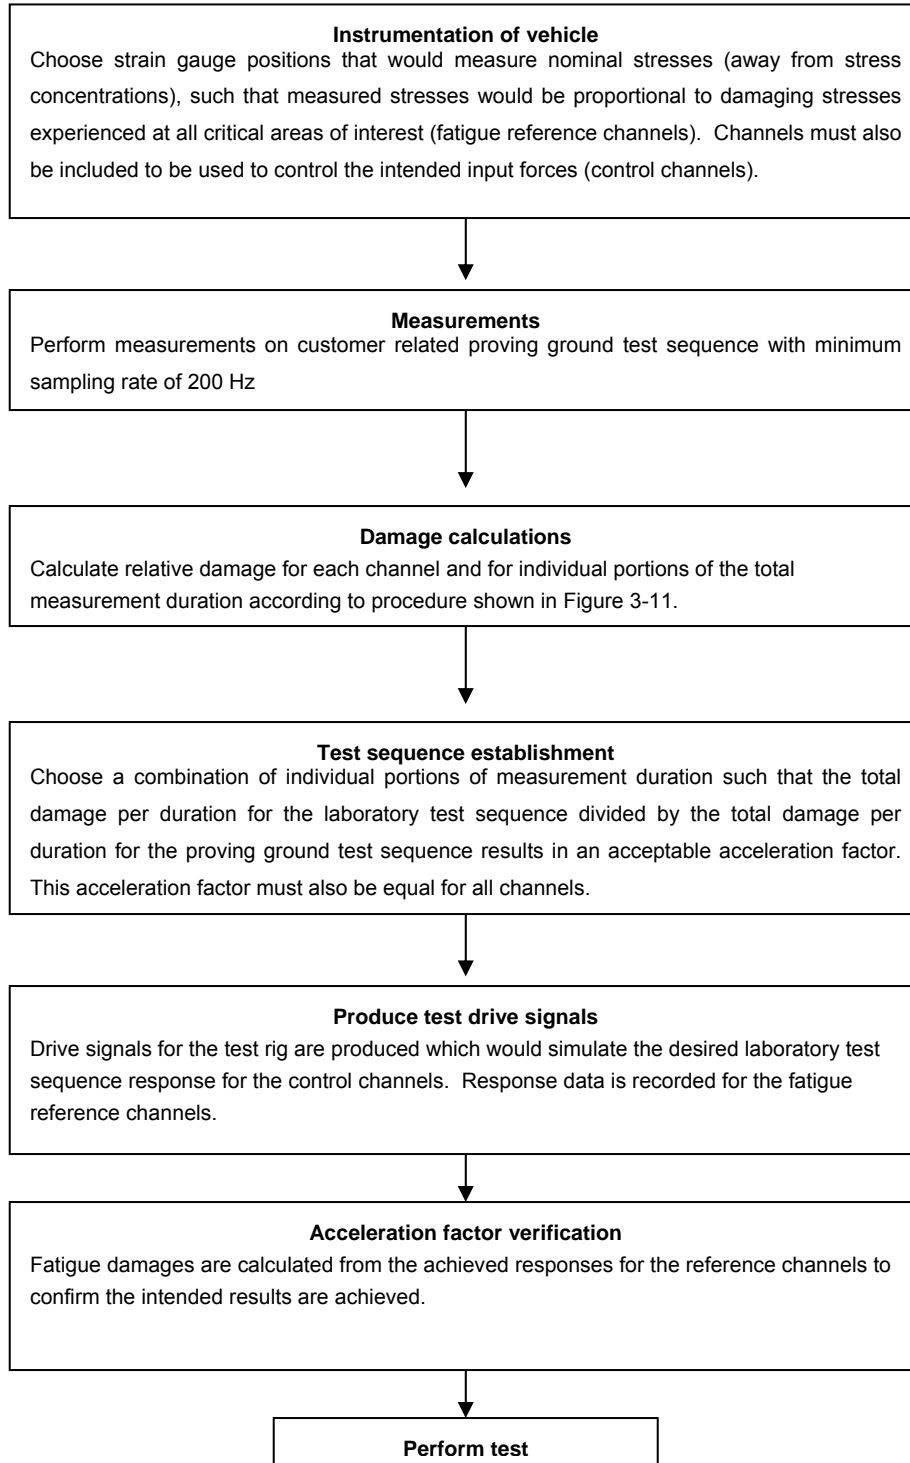 Instrumentation of vehicle
Choose strain gauge positions that would measure nominal stresses (away from stress
concentrations), such that measured stresses would be proportional to damaging stresses
experienced at all critical areas of interest (fatigue reference channels).  Channels must also
be included to be used to control the intended input forces (control channels).
Measurements
Perform measurements on customer related proving ground test sequence with minimum
sampling rate of 200 Hz
Damage calculations
Calculate relative damage for each channel and for individual portions of the total
measurement duration according to procedure shown in Figure 3-11.
Test sequence establishment
Choose a combination of individual portions of measurement duration such that the total
damage per duration for the laboratory test sequence divided by the total damage per
duration for the proving ground test sequence results in an acceptable acceleration factor.
This acceleration factor must also be equal for all channels.
Produce test drive signals
Drive signals for the test rig are produced which would simulate the desired laboratory test
sequence response for the control channels.  Response data is recorded for the fatigue
reference channels.
Acceleration factor verification
Fatigue damages are calculated from the achieved responses for the reference channels to
confirm the intended results are achieved.
Perform test